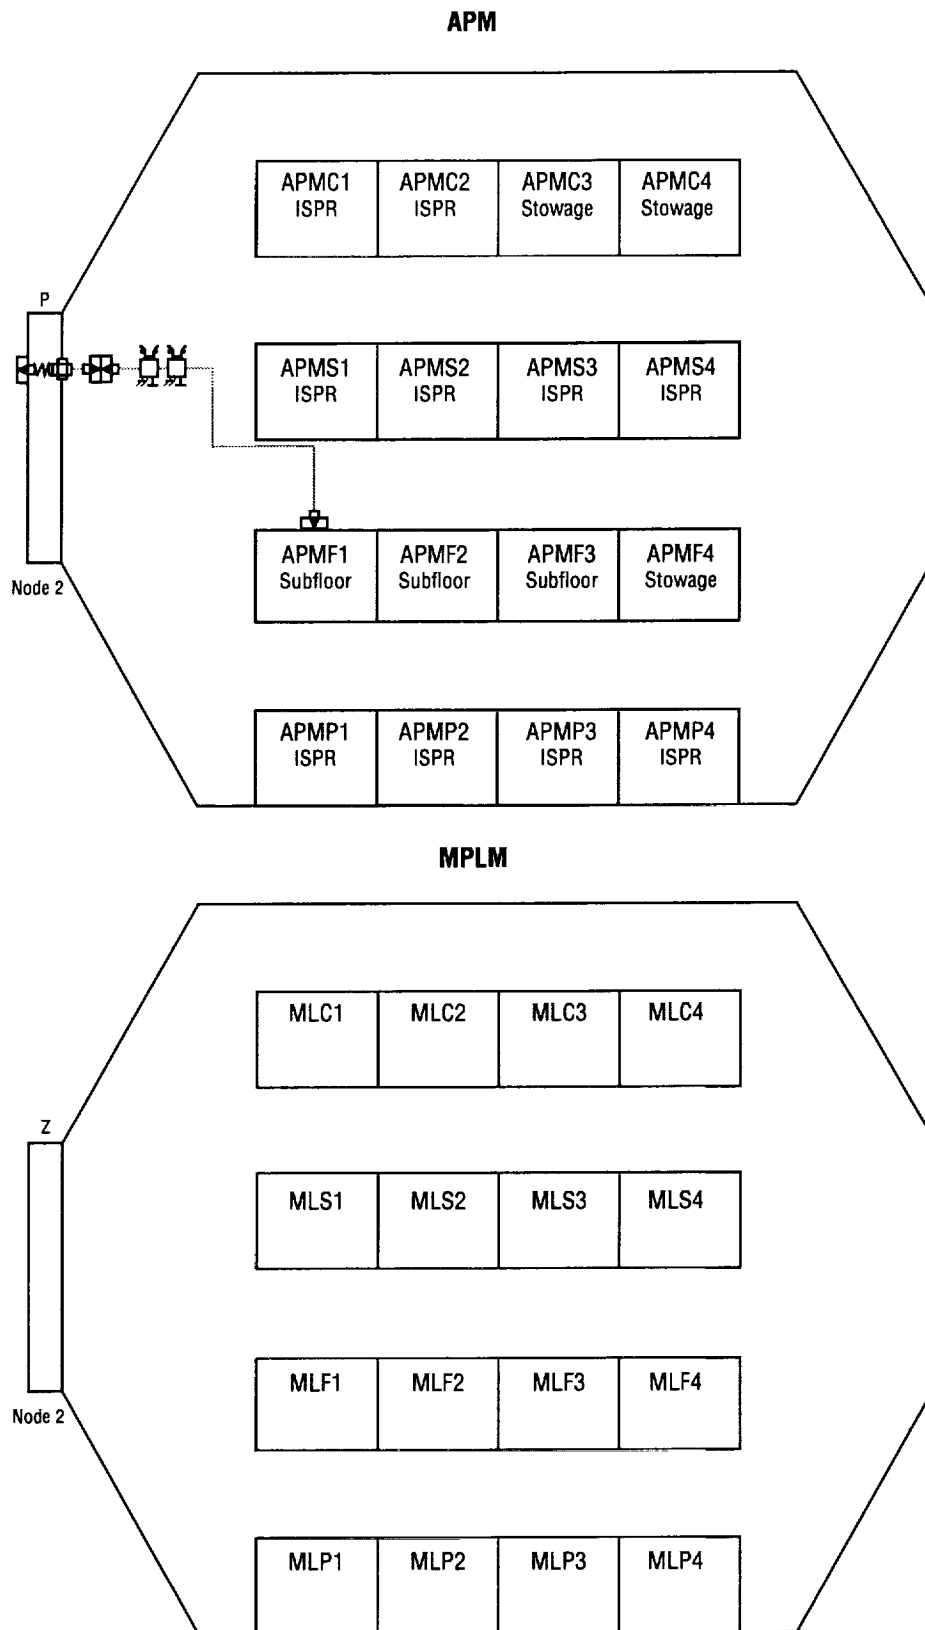 APM
APMC1 APMC2 APMC3 APMC4
ISPR ISPR Stowage Stowage
P
APMS1 APMS2 APMS3 APMS4
ISPR ISPR ISPR ISPR
APMF1 APMF2 APMF3 APMF4
Subfloor Subfloor Subfloor Stowage
Node 2
APMP1 APMP2 APMP3 APMP4
ISPR ISPR ISPR ISPR
MPLM
MLC1 MLC2 MLC3 MLC4
Z
MLS1 MLS2 MLS3 MLS4
MLF1 MLF2 MLF3 MLF4
Node 2
MLP1 MLP2 MLP3 MLP4